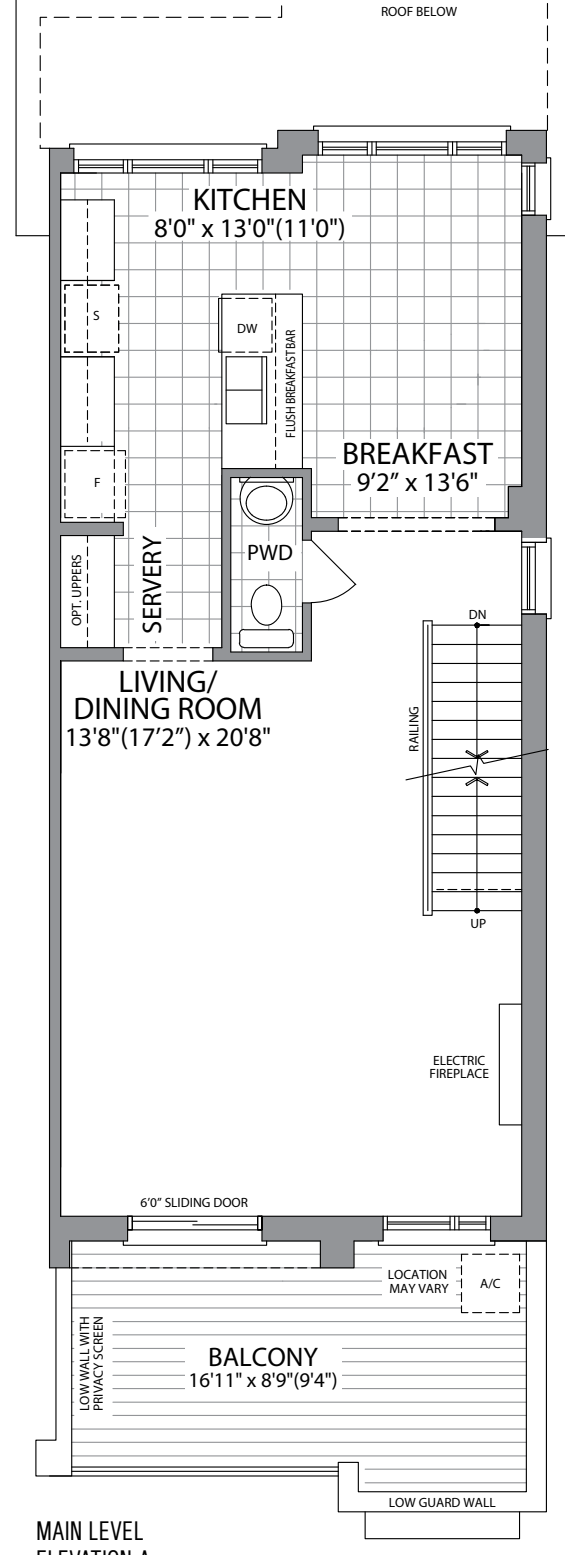 ROOF BELOW
KITCHEN
8'0" x 13'0"(11'0")
S
DW
FLUSH BREAKFAST BAR
BREAKFAST
9'2” x 13'6"
F
PWD
SERVERY
OPT. UPPERS
DN
LIVING/
DINING ROOM
13'8"(17'2”) x 20'8"
RAILING
UP
ELECTRIC
FIREPLACE
6'0” SLIDING DOOR
LOCATION
MAY VARY
A/C
LOW WALL WITH
PRIVACY SCREEN
BALCONY
16'11" x 8'9"(9'4")
LOW GUARD WALL
MAIN LEVEL
ELEVATION A